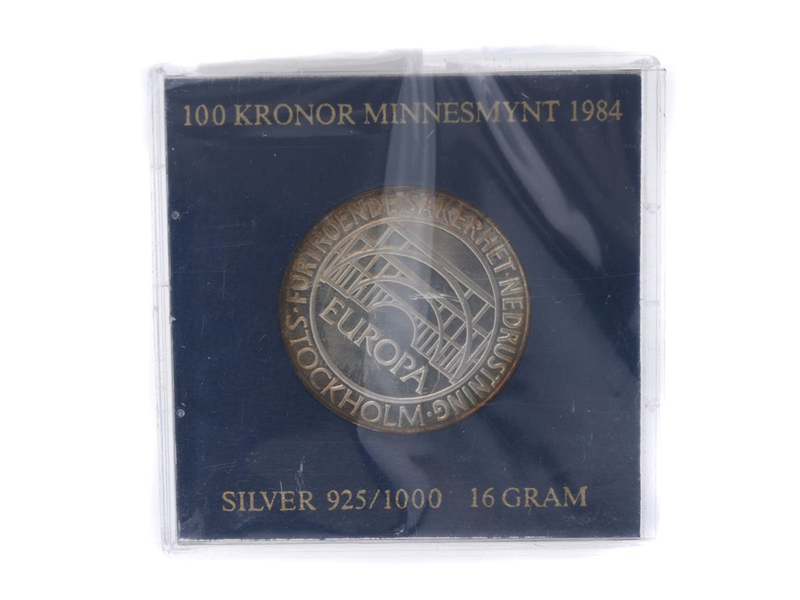 100 KRONOR MINNESMYNT 1984
FÖRTROENDE·SÄKERHET·NEDRUSTNING·STOCKHOLM·
EUROPA
SILVER 925/1000 16 GRAM